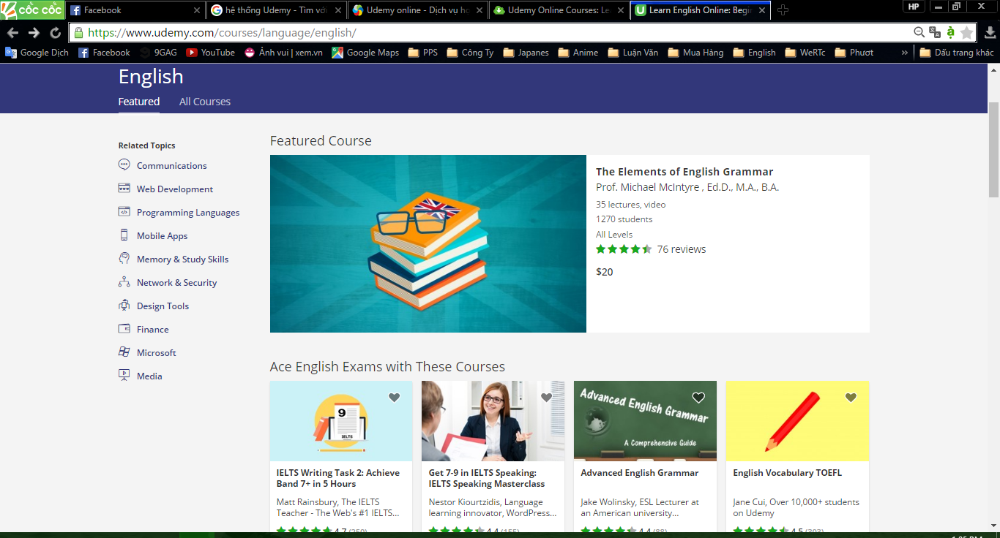 cốc cốc
Facebook
hệ thống Udemy - Tìm với
Udemy online - Dịch vụ họ
Udemy Online Courses: Le
Learn English Online: Begi
HP
https://www.udemy.com/courses/language/english/
Google Dịch
Facebook
9GAG
YouTube
Ảnh vui | xem.vn
Google Maps
PPS
Công Ty
Japanes
Anime
Luận Văn
Mua Hàng
English
WeRTc
Phượt
»
Dấu trang khác
English
Featured
All Courses
Related Topics
Communications
Web Development
Programming Languages
Mobile Apps
Memory & Study Skills
Network & Security
Design Tools
Finance
Microsoft
Media
Featured Course
The Elements of English Grammar
Prof. Michael McIntyre , Ed.D., M.A., B.A.
35 lectures, video
1270 students
All Levels
76 reviews
$20
Ace English Exams with These Courses
9
IELTS
IELTS Writing Task 2: Achieve
Band 7+ in 5 Hours
Matt Rainsbury, The IELTS
Teacher - The Web's #1 IELTS...
4.7 (259)
Get 7-9 in IELTS Speaking:
IELTS Speaking Masterclass
Nestor Kiourtzidis, Language
learning innovator, WordPress...
4.4 (155)
Advanced English Grammar
A Comprehensive Guide
Advanced English Grammar
Jake Wolinsky, ESL Lecturer at
an American university...
4.4 (88)
English Vocabulary TOEFL
Jane Cui, Over 10,000+ students
on Udemy
4.5 (393)